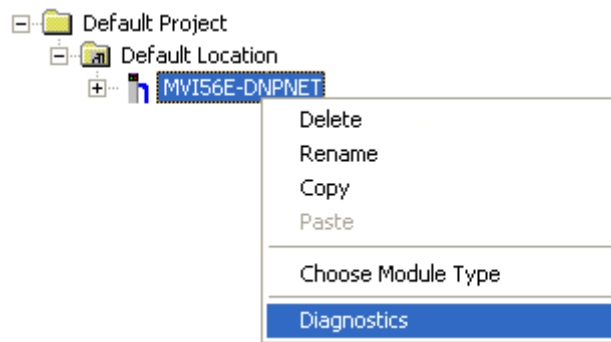 Default Project
Default Location
MVI56E-DNPNET
Delete
Rename
Copy
Paste
Choose Module Type
Diagnostics